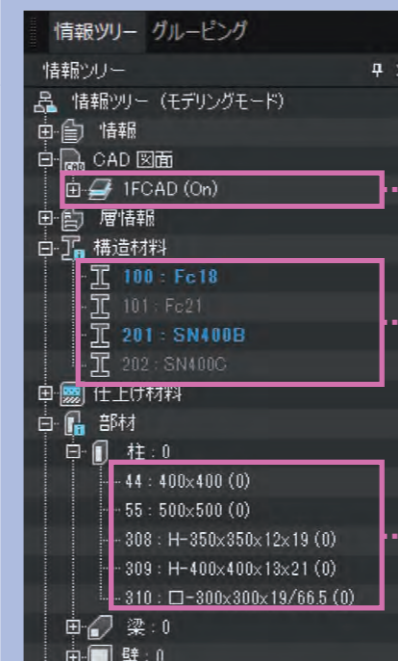 情報ツリー グルーピング
情報ツリー
情報ツリー (モデリングモード)
情報
CAD 図面
1FCAD (On)
層情報
構造材料
100 : Fc18
101 : Fc21
201 : SN400B
202 : SN400C
仕上げ材料
部材
柱 : 0
44 : 400x400 (0)
55 : 500x500 (0)
308 : H-350x350x12x19 (0)
309 : H-400x400x13x21 (0)
310 : □-300x300x19/66.5 (0)
梁 : 0
壁 : 0